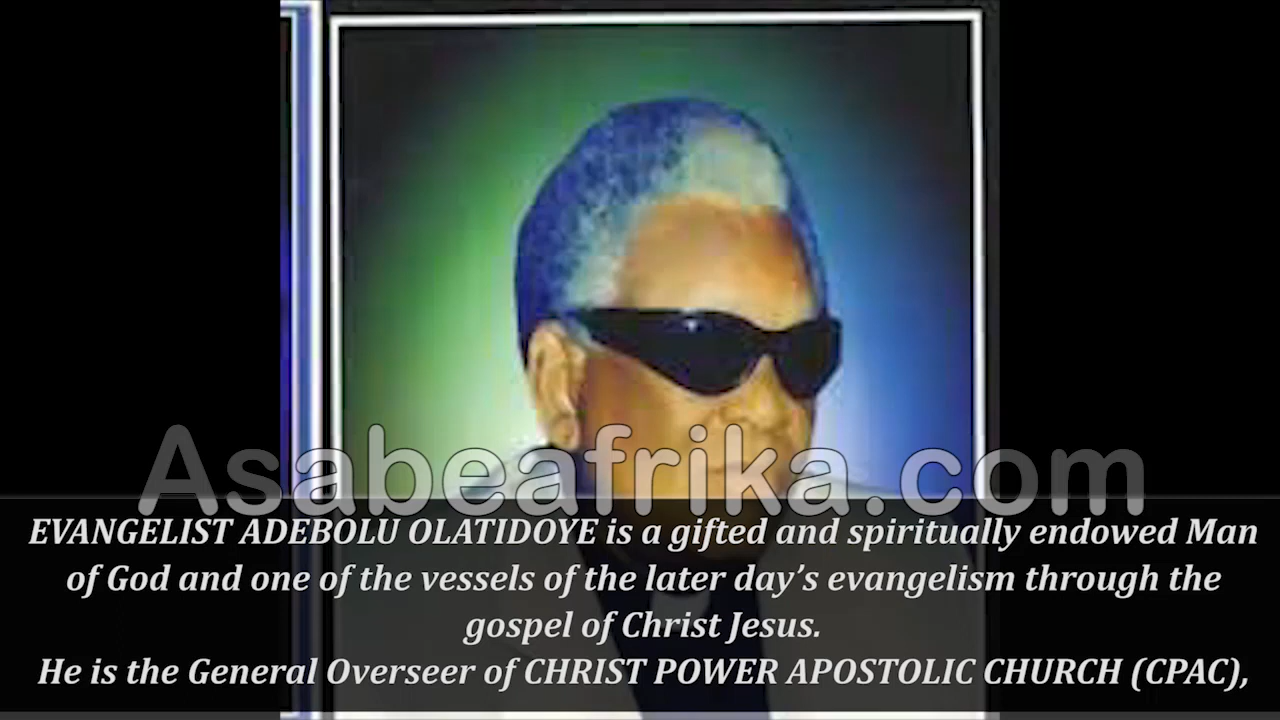 Asabeafrika.com
EVANGELIST ADEBOLU OLATIDOYE is a gifted and spiritually endowed Man
of God and one of the vessels of the later day’s evangelism through the
gospel of Christ Jesus.
He is the General Overseer of CHRIST POWER APOSTOLIC CHURCH (CPAC),